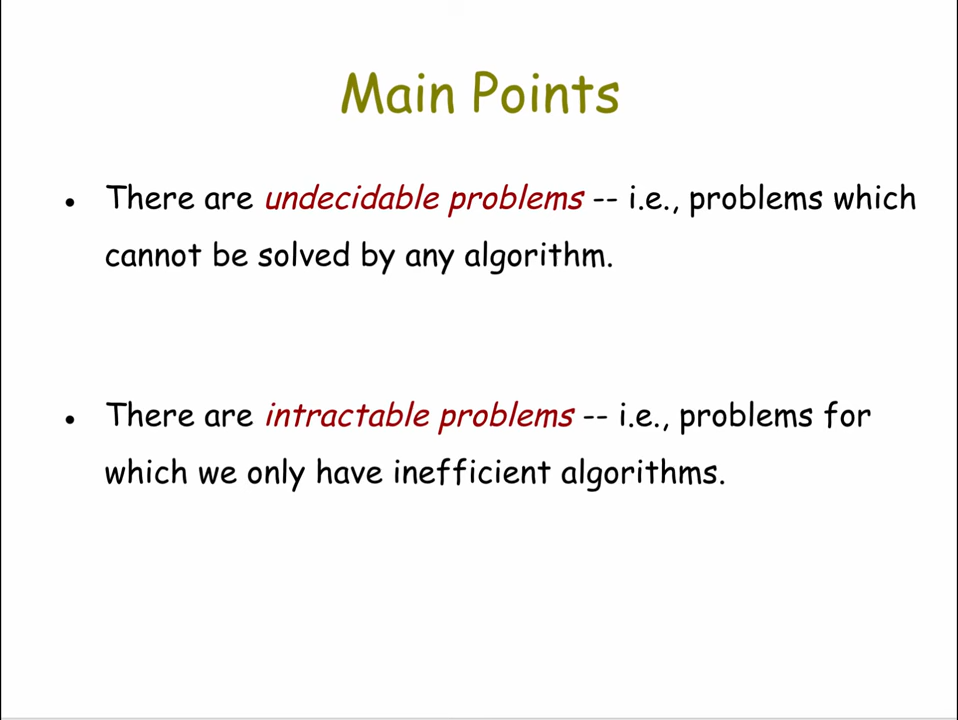 Main Points
• There are undecidable problems -- i.e., problems which
cannot be solved by any algorithm.
• There are intractable problems -- i.e., problems for
which we only have inefficient algorithms.